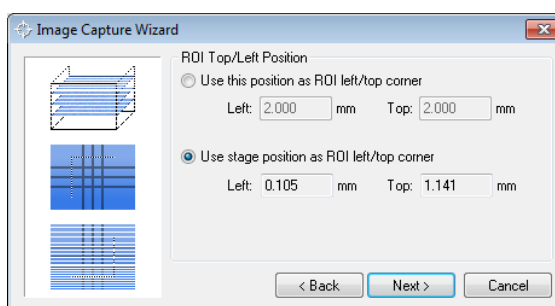 Image Capture Wizard
ROI Top/Left Position
Use this position as ROI left/top corner
Left: 2.000 mm Top: 2.000 mm
Use stage position as ROI left/top corner
Left: 0.105 mm Top: 1.141 mm
< Back Next > Cancel